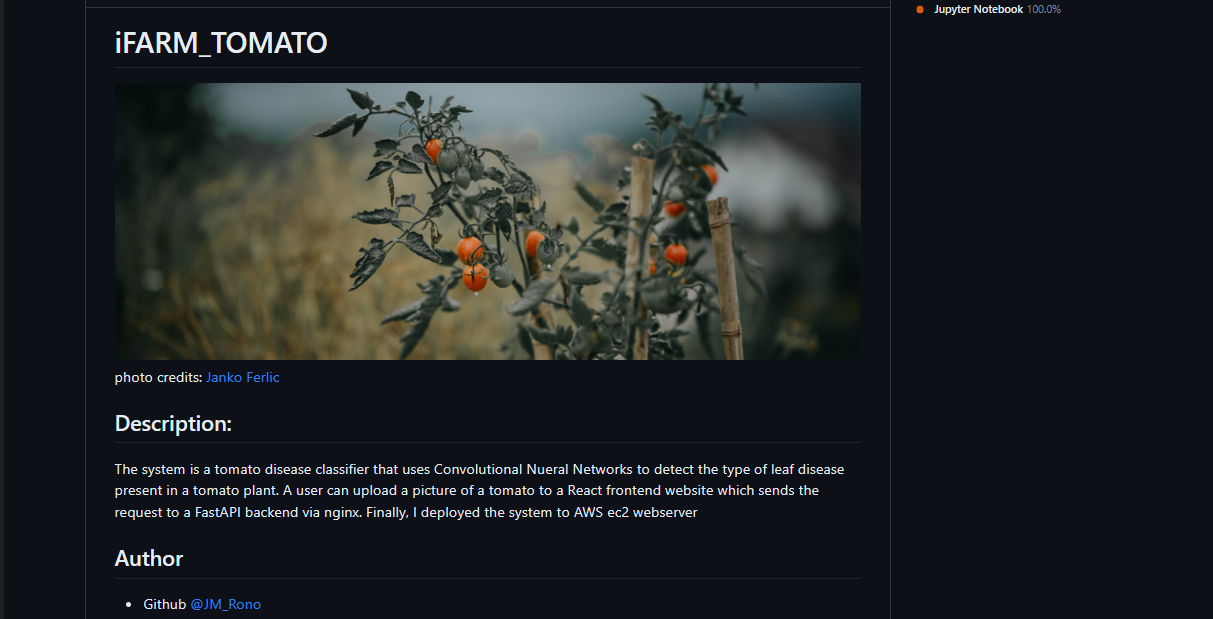 Jupyter Notebook 100.0%
iFARM_TOMATO
photo credits: Janko Ferlic
Description:
The system is a tomato disease classifier that uses Convolutional Nueral Networks to detect the type of leaf disease
present in a tomato plant. A user can upload a picture of a tomato to a React frontend website which sends the
request to a FastAPI backend via nginx. Finally, I deployed the system to AWS ec2 webserver
Author
Github @JM_Rono